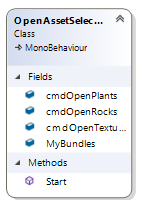 OpenAssetSelec...
Class
MonoBehaviour
Fields
cmdOpenPlants
cmdOpenRocks
cmdOpenTextu...
MyBundles
Methods
Start